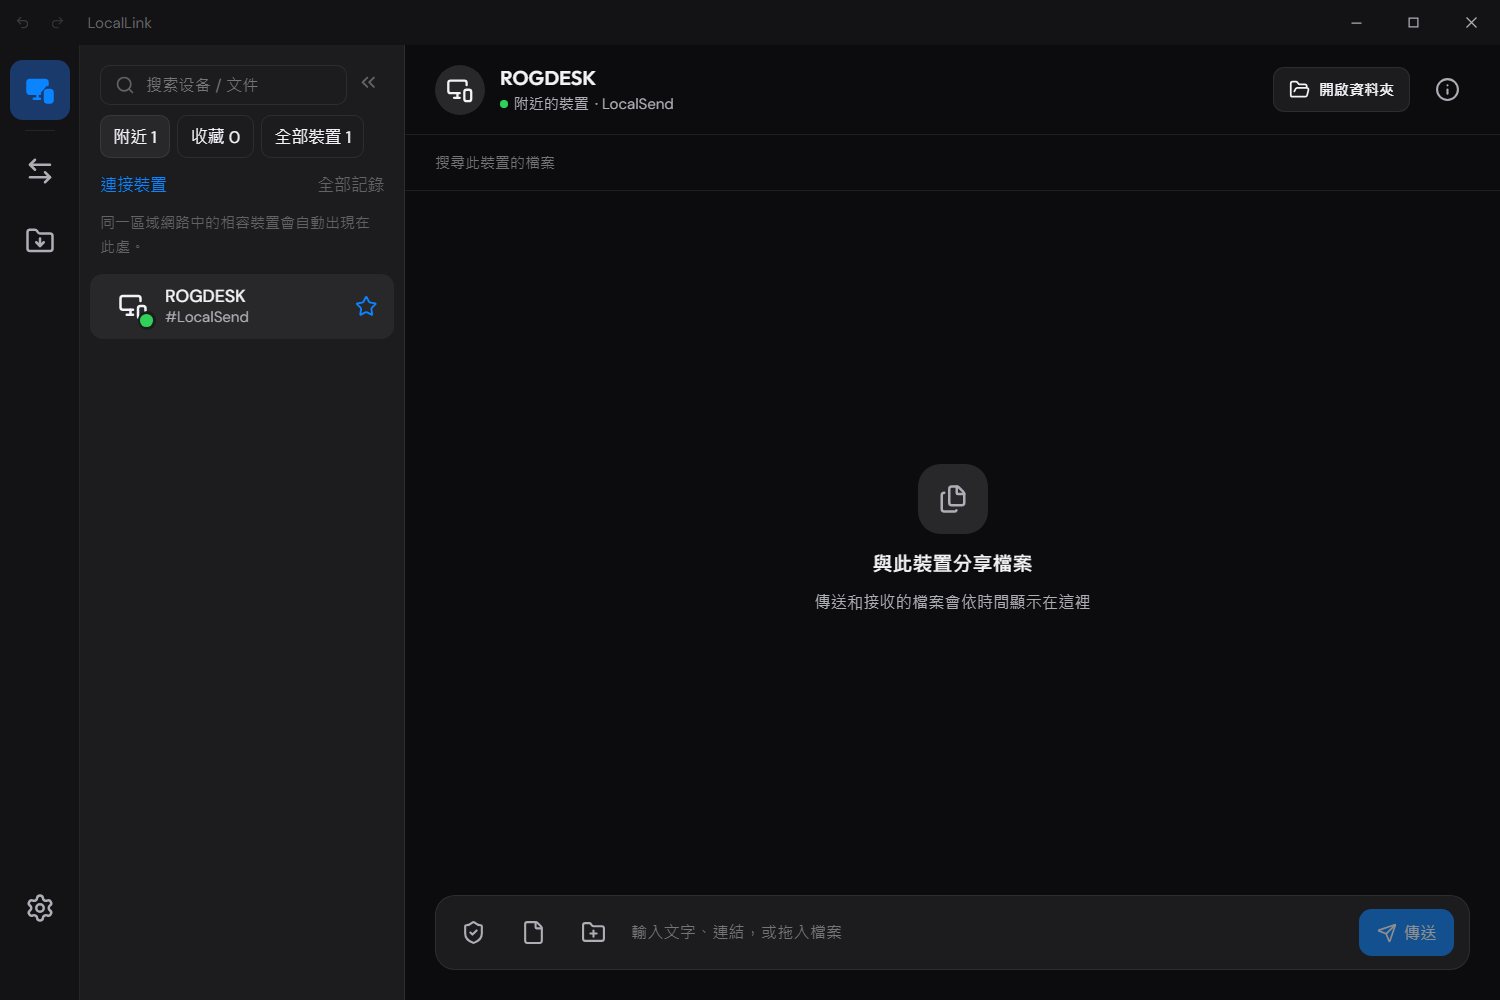 LocalLink
搜索设备 / 文件
附近 1
收藏 0
全部裝置 1
連接裝置
全部記錄
同一區域網路中的相容裝置會自動出現在
此處。
ROGDESK
#LocalSend
ROGDESK
附近的裝置 · LocalSend
開啟資料夾
搜尋此裝置的檔案
與此裝置分享檔案
傳送和接收的檔案會依時間顯示在這裡
輸入文字、連結，或拖入檔案
傳送